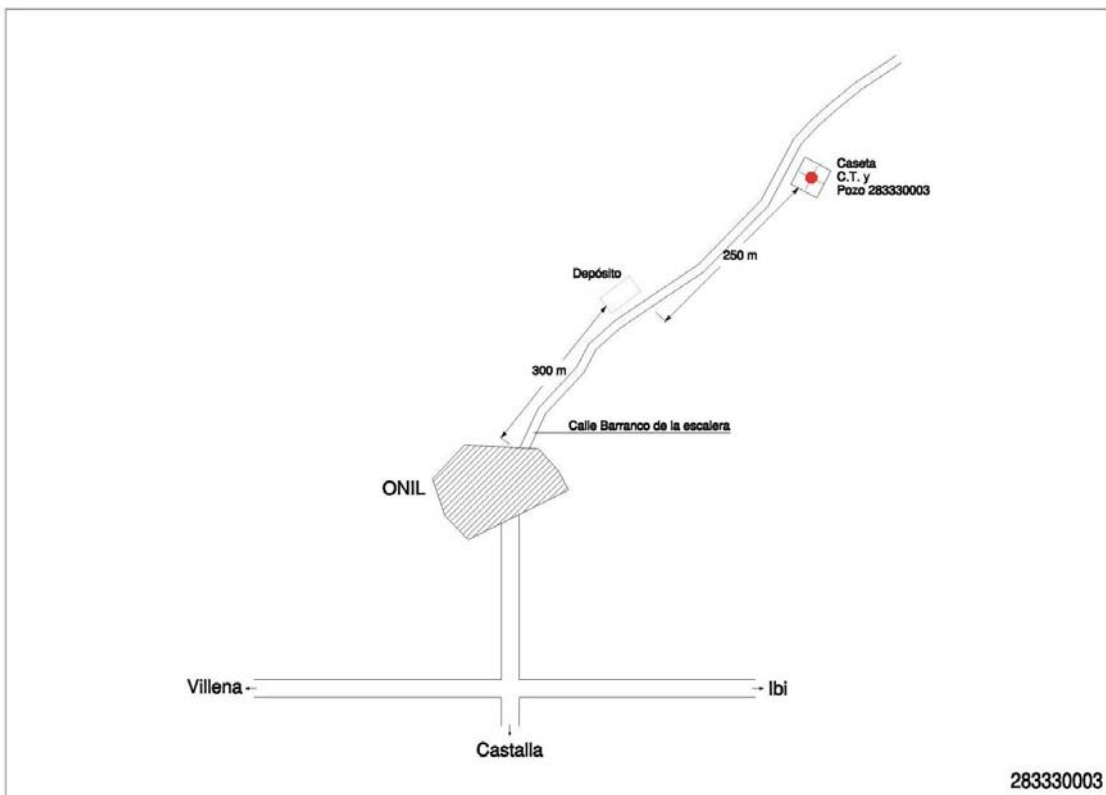 Caseta
C.T. y
Pozo 283330003
250 m
Depósito
300 m
Calle Barranco de la escalera
ONIL
Villena
Ibi
Castalla
283330003